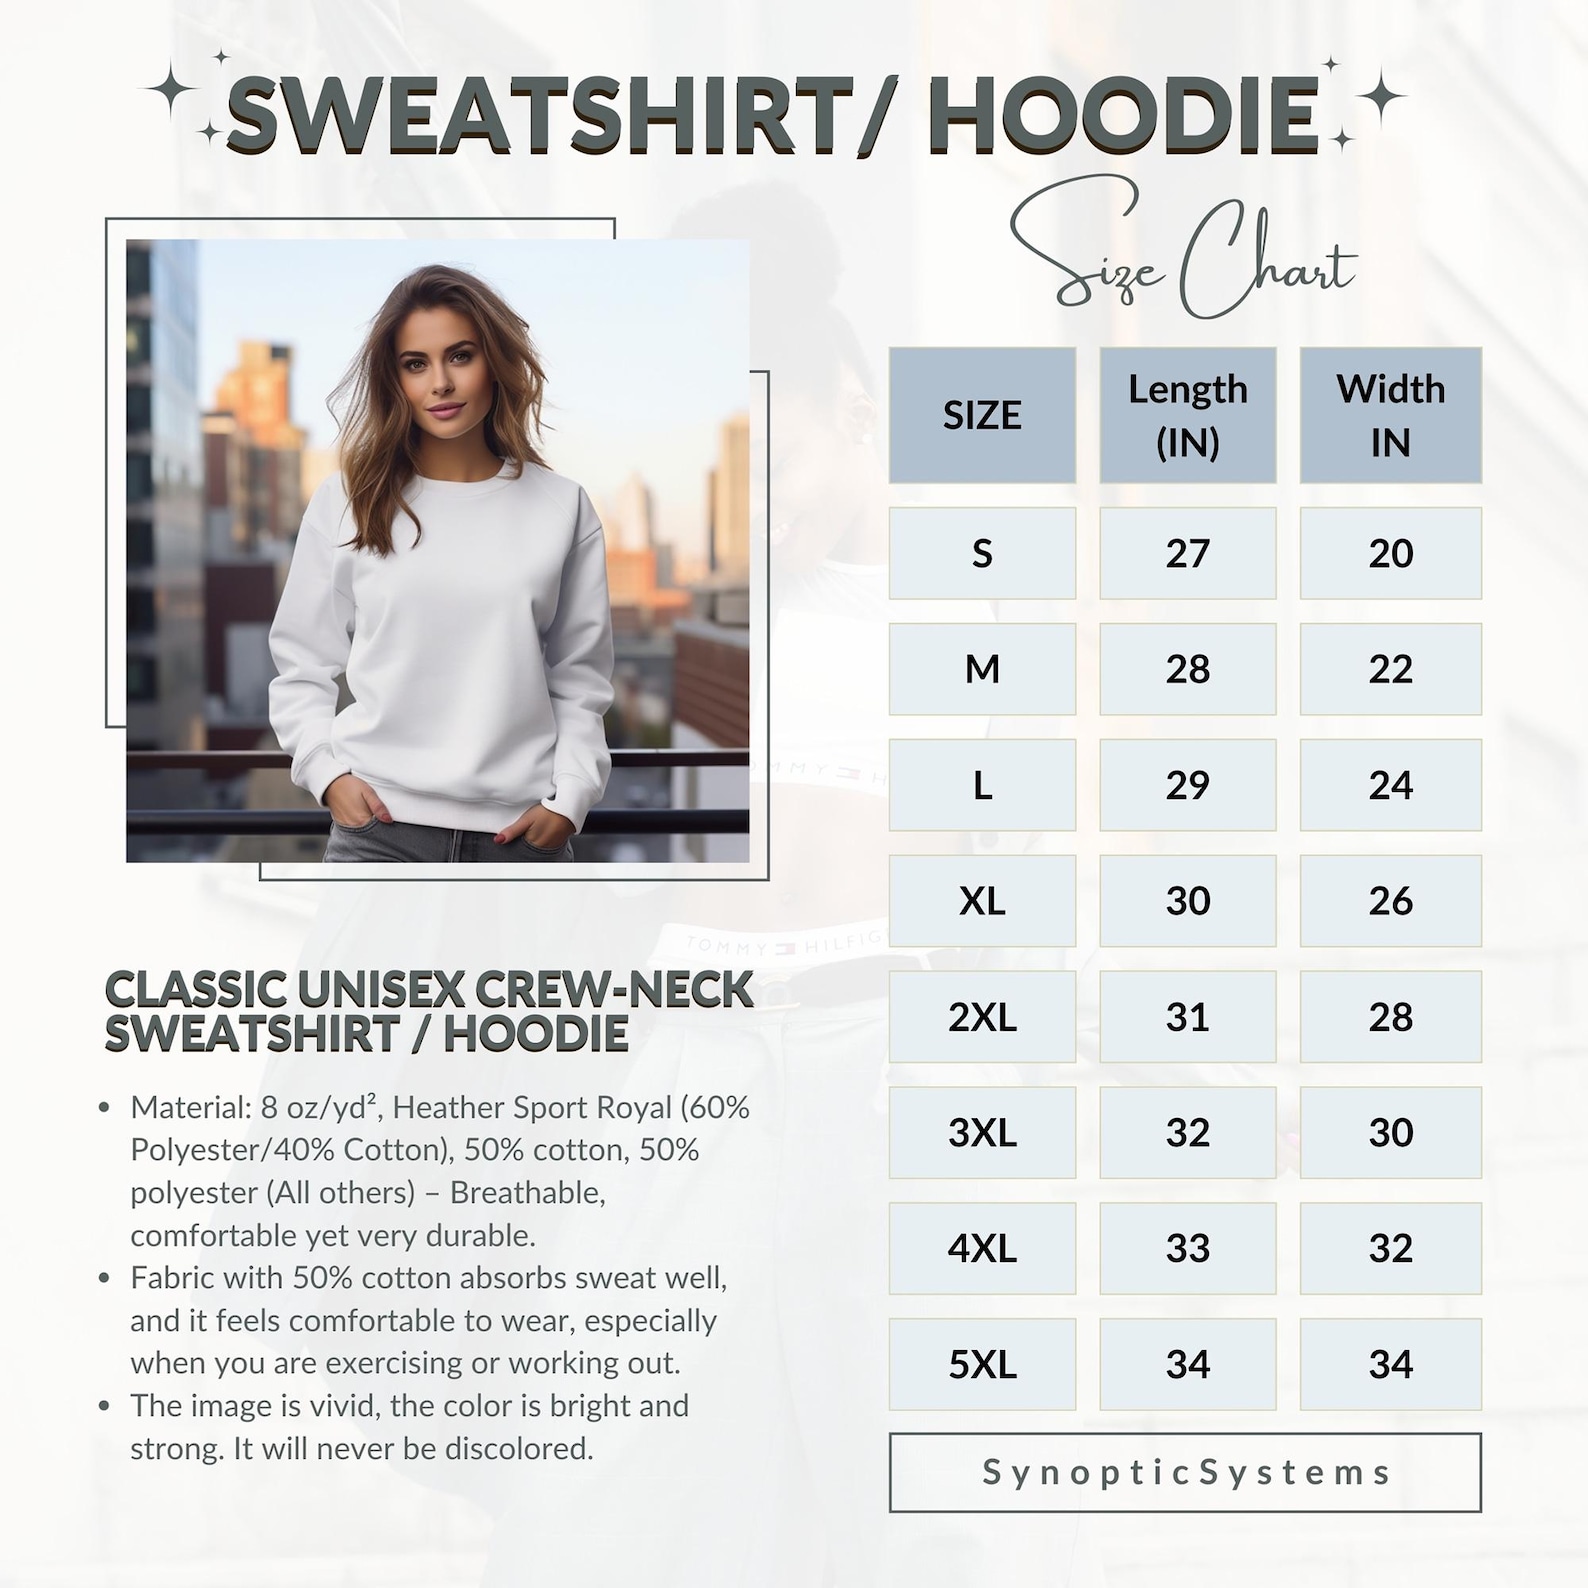 SWEATSHIRT/ HOODIE
Size Chart
SIZE Length (IN) Width IN
S 27 20
M 28 22
L 29 24
XL 30 26
2XL 31 28
3XL 32 30
4XL 33 32
5XL 34 34
SynopticSystems
CLASSIC UNISEX CREW-NECK
SWEATSHIRT / HOODIE
• Material: 8 oz/yd², Heather Sport Royal (60%
Polyester/40% Cotton), 50% cotton, 50%
polyester (All others) – Breathable,
comfortable yet very durable.
• Fabric with 50% cotton absorbs sweat well,
and it feels comfortable to wear, especially
when you are exercising or working out.
• The image is vivid, the color is bright and
strong. It will never be discolored.
TOMMY HILFIG